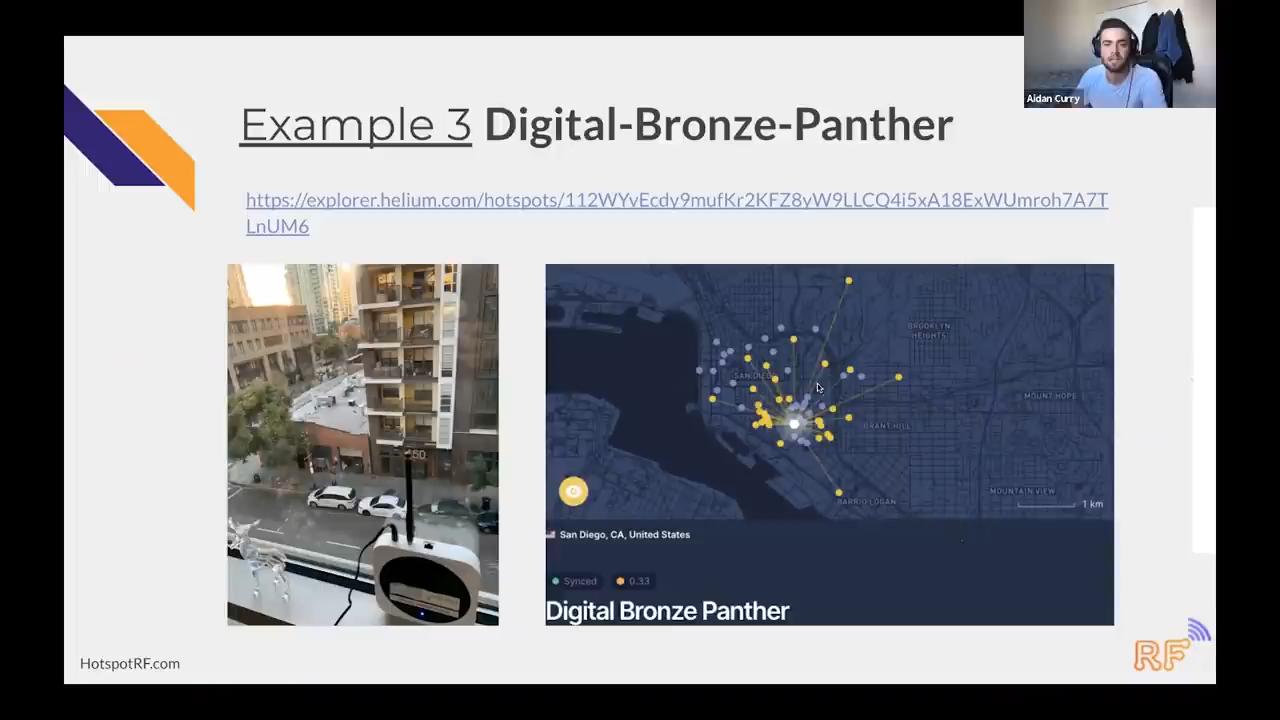 Aidan Curry
Example 3 Digital-Bronze-Panther
https://explorer.helium.com/hotspots/112WYvEcdy9mufKr2KFZ8yW9LLCQ4i5xA18ExWUmroh7A7T
LnUM6
BROOKLYN
HEIGHTS
SAN DIEGO
MOUNT HOPE
GRANT HILL
MOUNTAIN VIEW
BARRIO LOGAN
1 km
San Diego, CA, United States
Synced 0.33
Digital Bronze Panther
HotspotRF.com
RF